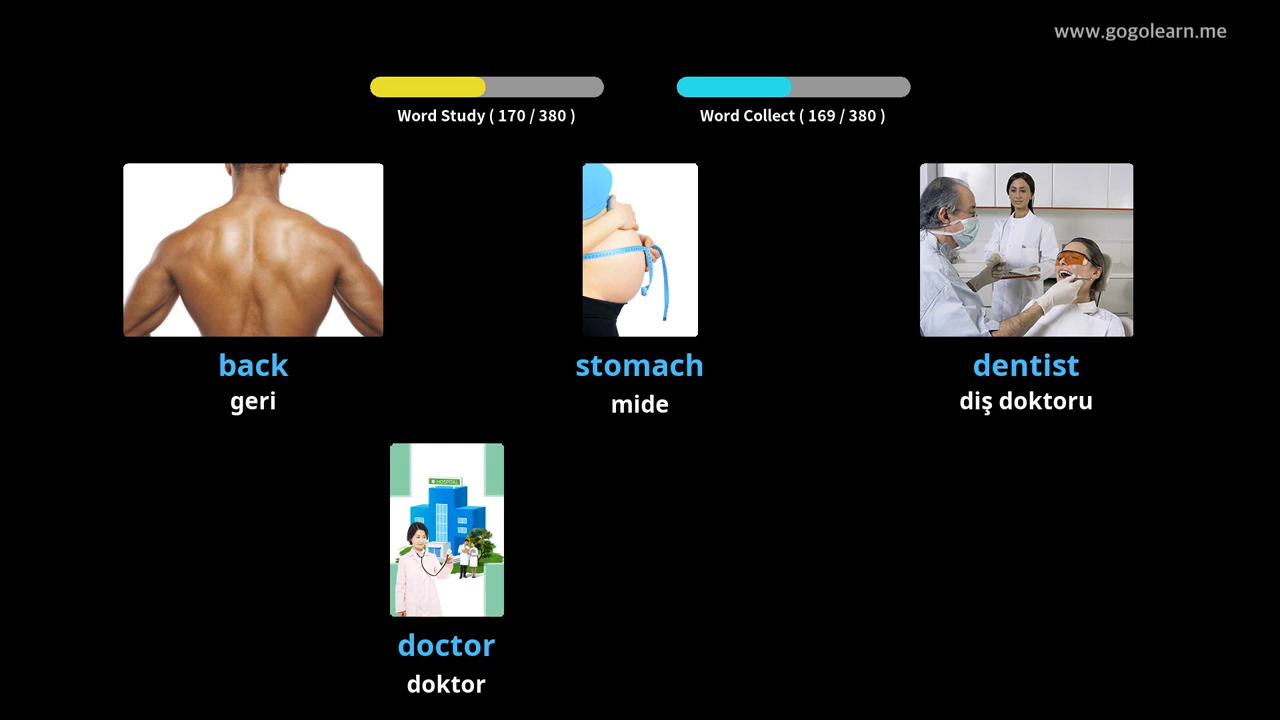 www.gogolearn.me
Word Study ( 170 / 380 )
Word Collect ( 169 / 380 )
back
geri
stomach
mide
dentist
diş doktoru
HOSPITAL
doctor
doktor